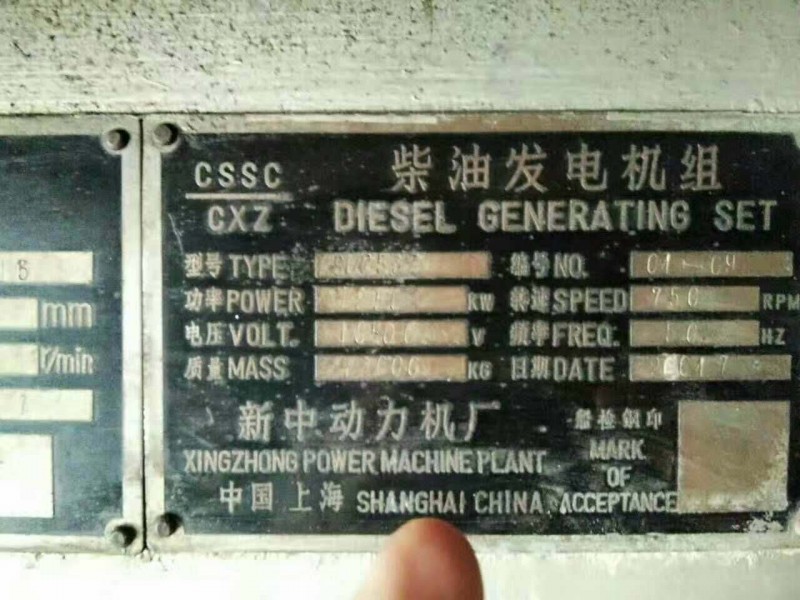 CSSC
CXZ
柴油发电机组
DIESEL GENERATING SET
型号 TYPE
编号 NO. 01-04
功率 POWER KW
转速 SPEED 750 RPM
电压 VOLT. V
频率 FREQ. HZ
质量 MASS KG
日期 DATE
新中动力机厂
XINGZHONG POWER MACHINE PLANT
中国 上海 SHANGHAI CHINA
船检钢印
MARK
OF
ACCEPTANCE
mm
r/min